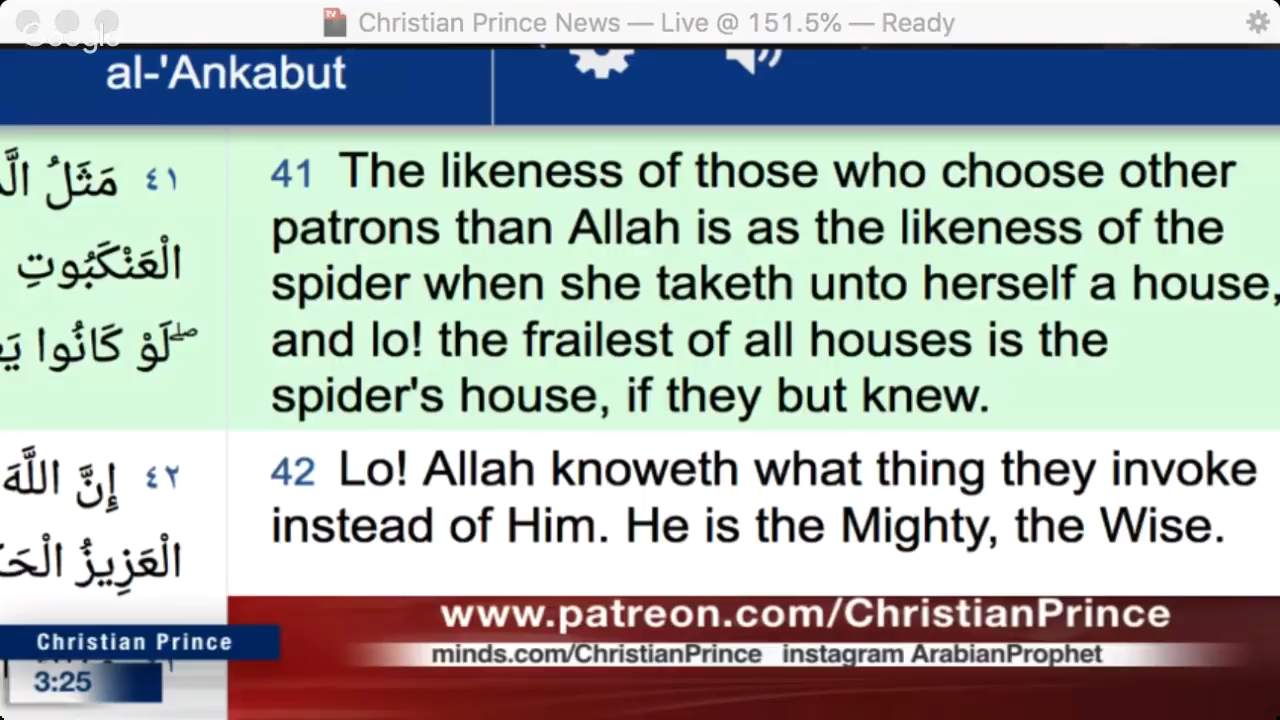 Christian Prince News — Live @ 151.5% — Ready
Google
al-'Ankabut
٤١ مَثَلُ
الْعَنْكَبُوتِ
ۖ لَوْ كَانُوا
41 The likeness of those who choose other
patrons than Allah is as the likeness of the
spider when she taketh unto herself a house,
and lo! the frailest of all houses is the
spider's house, if they but knew.
٤٢ إِنَّ اللَّهَ
الْعَزِيزُ
42 Lo! Allah knoweth what thing they invoke
instead of Him. He is the Mighty, the Wise.
www.patreon.com/ChristianPrince
minds.com/ChristianPrince instagram ArabianProphet
Christian Prince
3:25